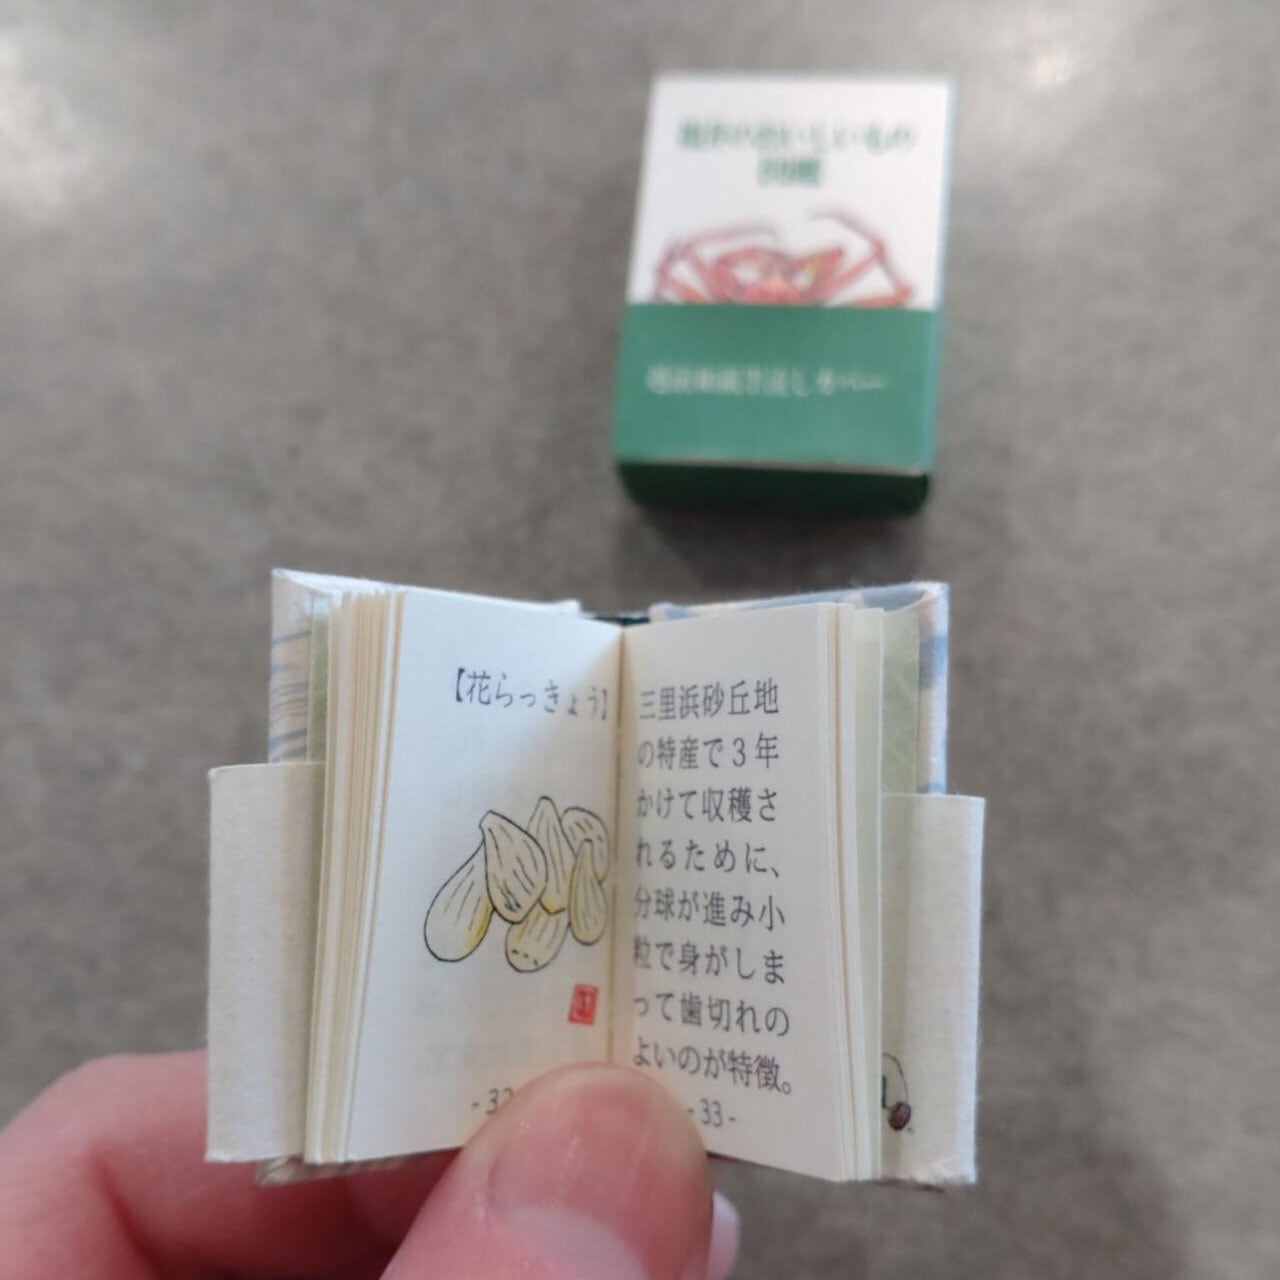 【花らっきょう】
三里浜砂丘地
の特産で3年
かけて収穫さ
れるために、
分球が進み小
粒で身がしま
って歯切れの
よいのが特徴。
-33-